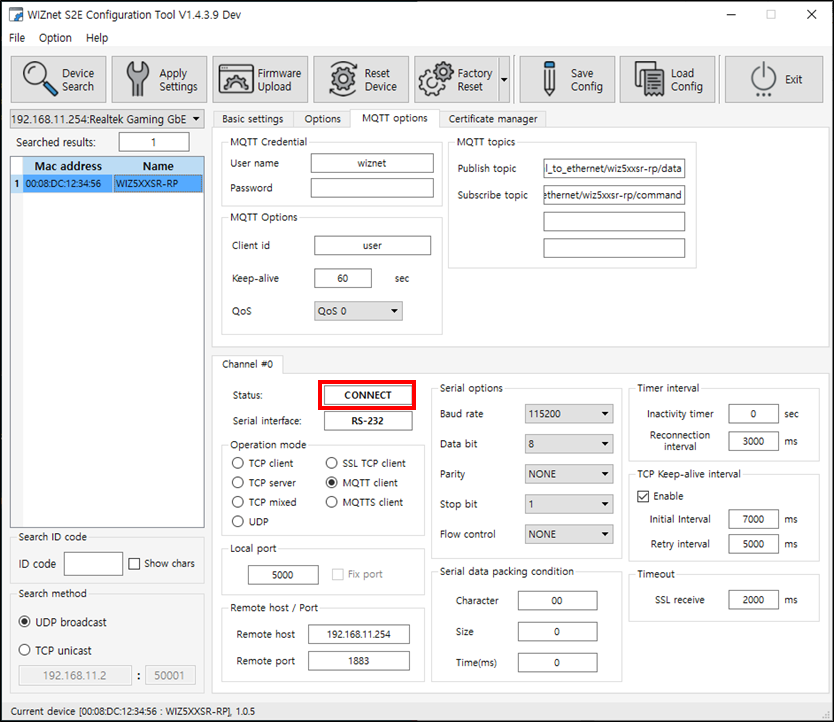 WIZnet S2E Configuration Tool V1.4.3.9 Dev
File Option Help
Device Search
Apply Settings
Firmware Upload
Reset Device
Factory Reset
Save Config
Load Config
Exit
192.168.11.254:Realtek Gaming GbE
Searched results: 1
Mac address Name
1 00:08:DC:12:34:56 WIZ5XXSR-RP
Search ID code
ID code Show chars
Search method
UDP broadcast
TCP unicast
192.168.11.2 : 50001
Basic settings Options MQTT options Certificate manager
MQTT Credential
User name wiznet
Password
MQTT Options
Client id user
Keep-alive 60 sec
QoS QoS 0
MQTT topics
Publish topic il_to_ethernet/wiz5xxsr-rp/data
Subscribe topic ethernet/wiz5xxsr-rp/command
Channel #0
Status: CONNECT
Serial interface: RS-232
Operation mode
TCP client SSL TCP client
TCP server MQTT client
TCP mixed MQTTS client
UDP
Local port
5000 Fix port
Remote host / Port
Remote host 192.168.11.254
Remote port 1883
Serial options
Baud rate 115200
Data bit 8
Parity NONE
Stop bit 1
Flow control NONE
Serial data packing condition
Character 00
Size 0
Time(ms) 0
Timer interval
Inactivity timer 0 sec
Reconnection interval 3000 ms
TCP Keep-alive interval
Enable
Initial Interval 7000 ms
Retry interval 5000 ms
Timeout
SSL receive 2000 ms
Current device [00:08:DC:12:34:56 : WIZ5XXSR-RP], 1.0.5